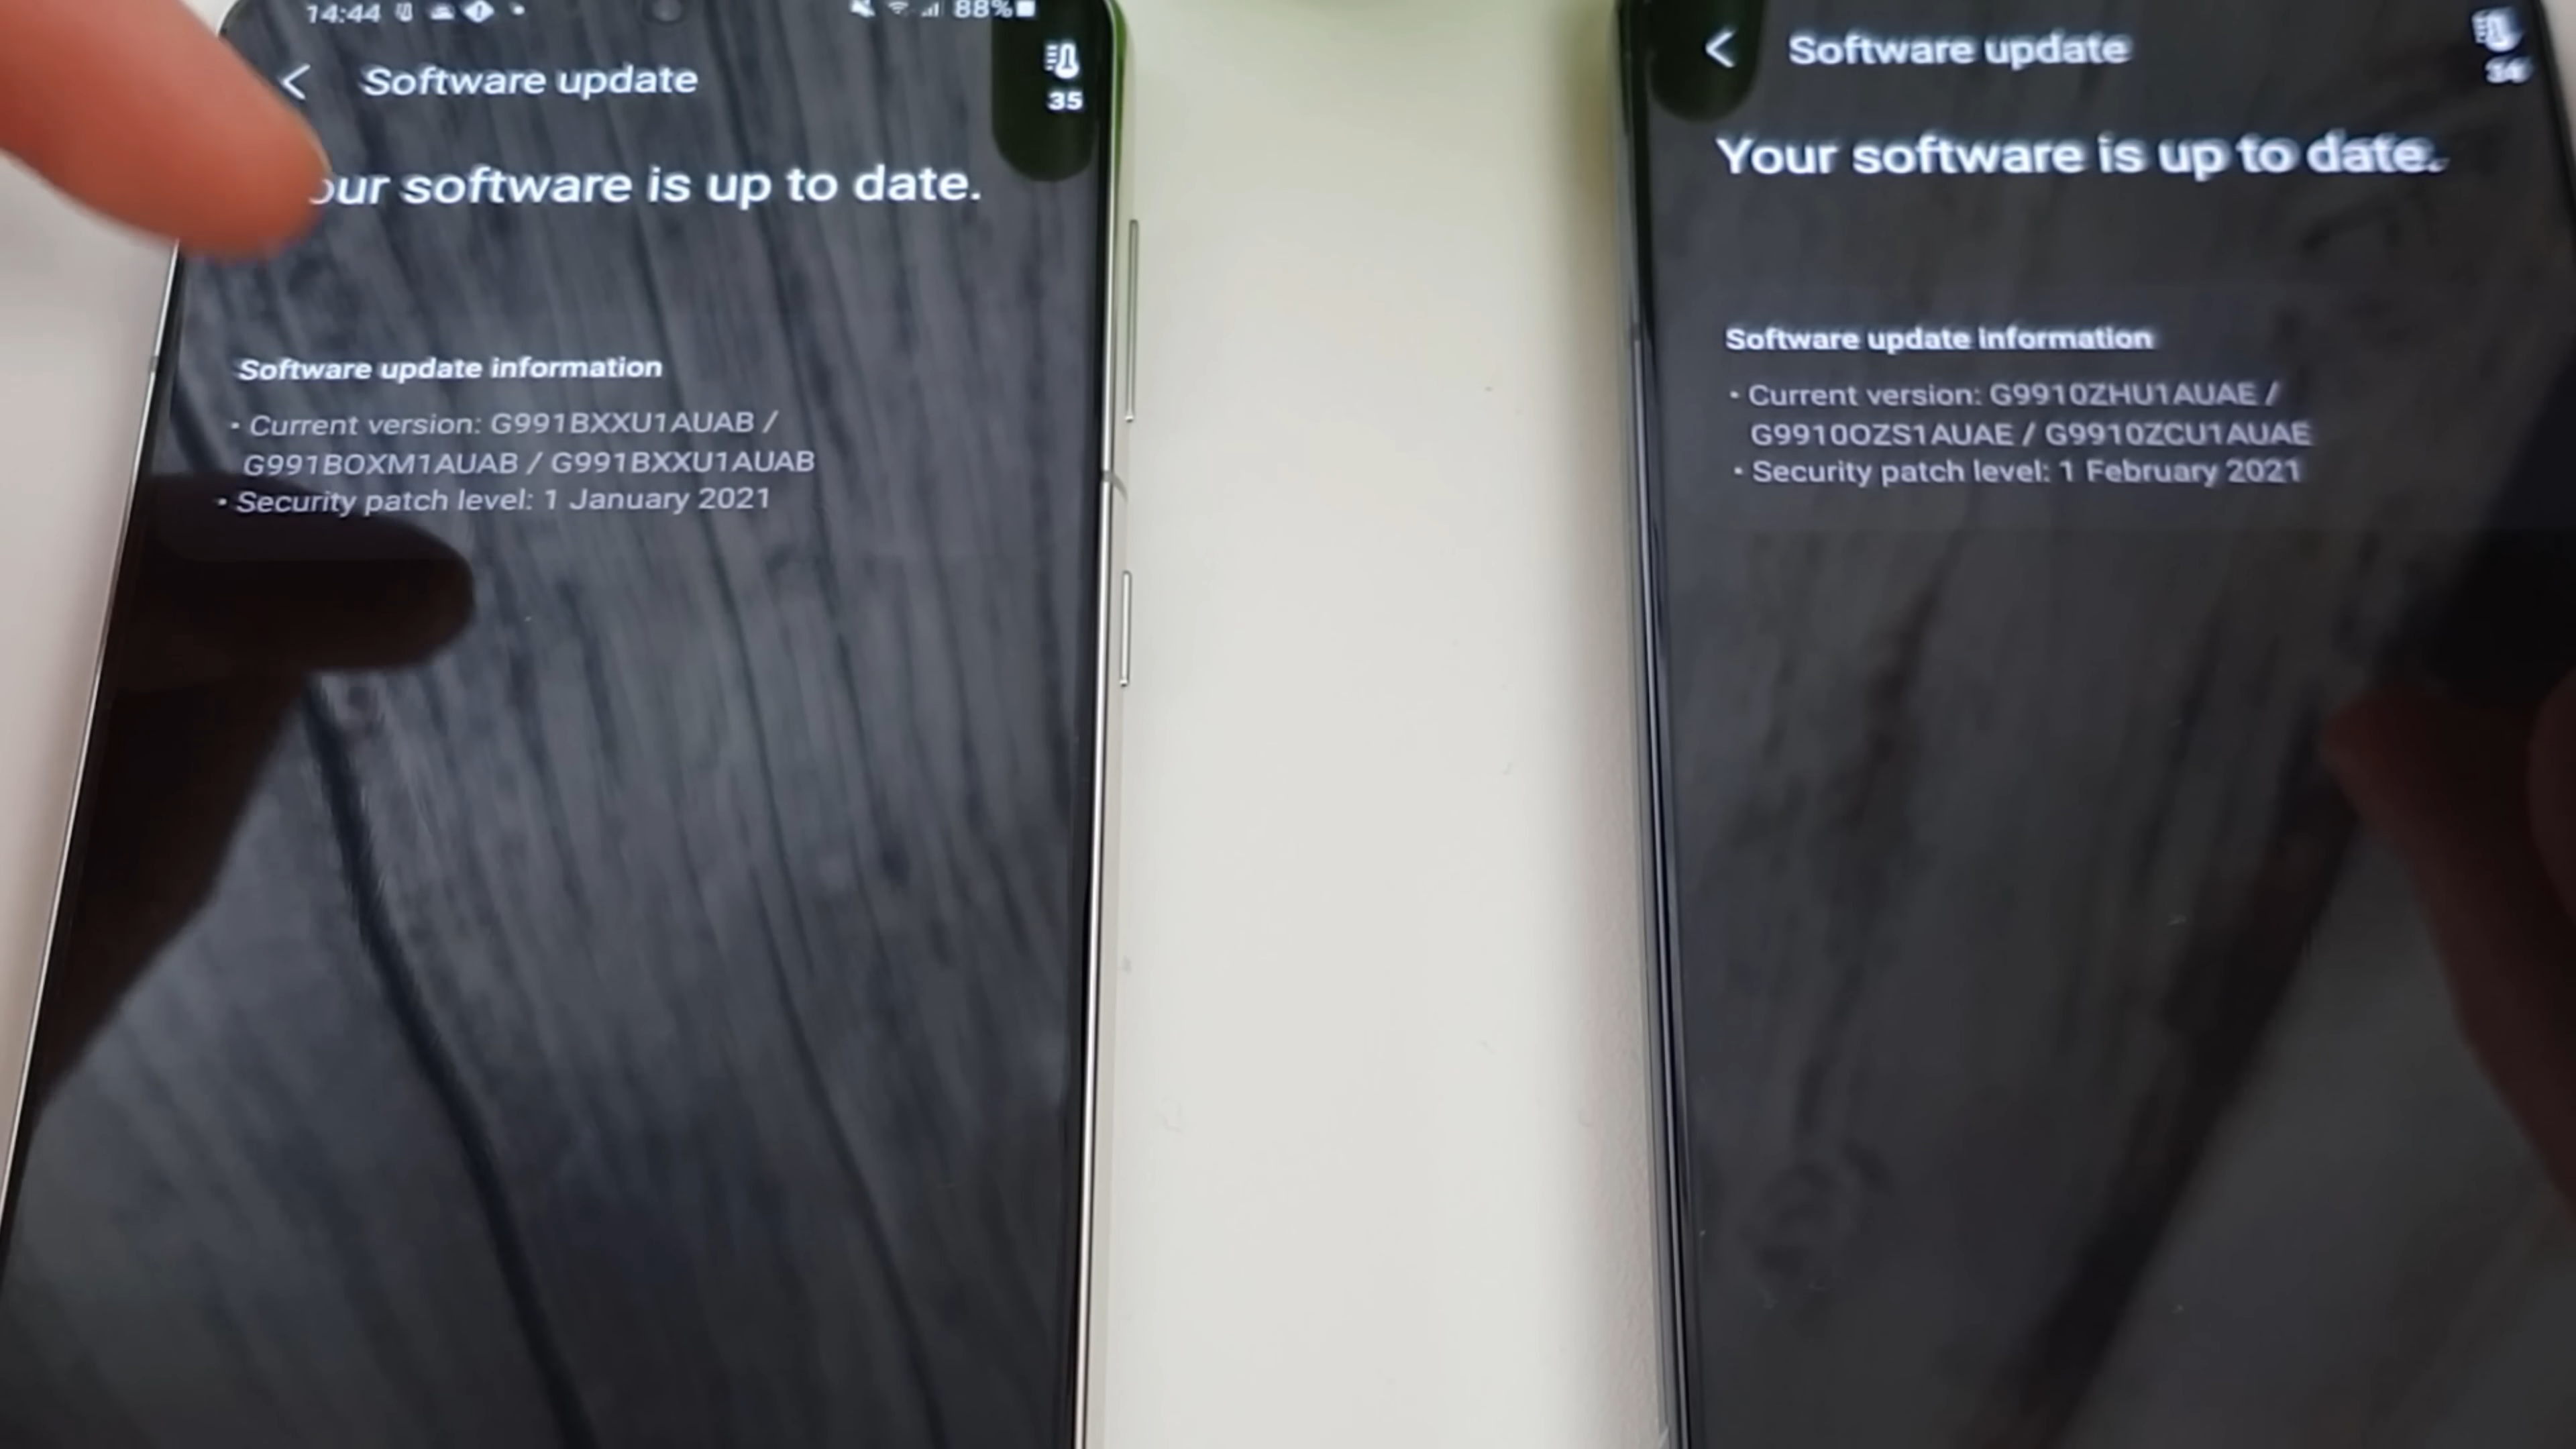 14:44
88%
Software update
35
our software is up to date.
Software update information
• Current version: G991BXXU1AUAB /
G991BOXM1AUAB / G991BXXU1AUAB
• Security patch level: 1 January 2021
Software update
34
Your software is up to date.
Software update information
• Current version: G9910ZHU1AUAE /
G9910OZS1AUAE / G9910ZCU1AUAE
• Security patch level: 1 February 2021